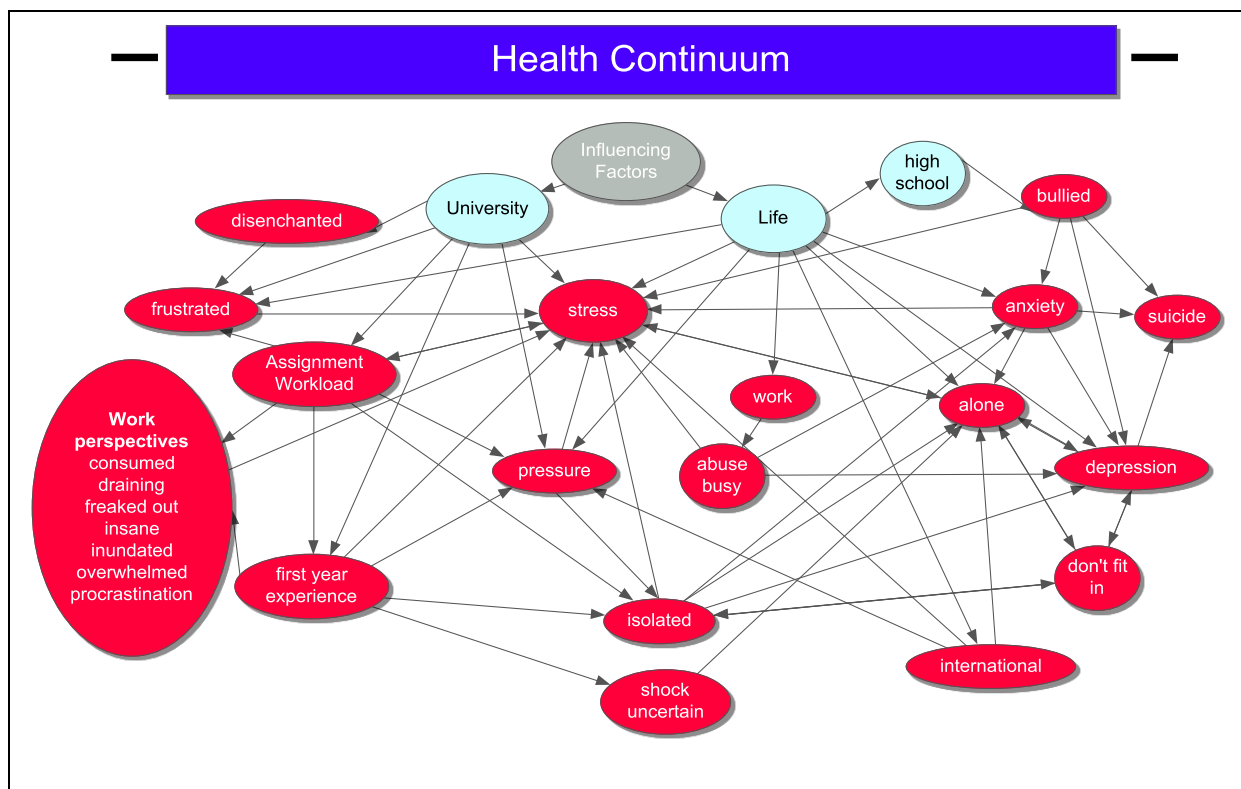 Health Continuum
Influencing
Factors
high
school
University
Life
bullied
disenchanted
frustrated
stress
anxiety
suicide
Assignment
Workload
work
alone
Work
perspectives
consumed
draining
freaked out
insane
inundated
overwhelmed
procrastination
pressure
abuse
busy
depression
first year
experience
isolated
don't fit
in
international
shock
uncertain